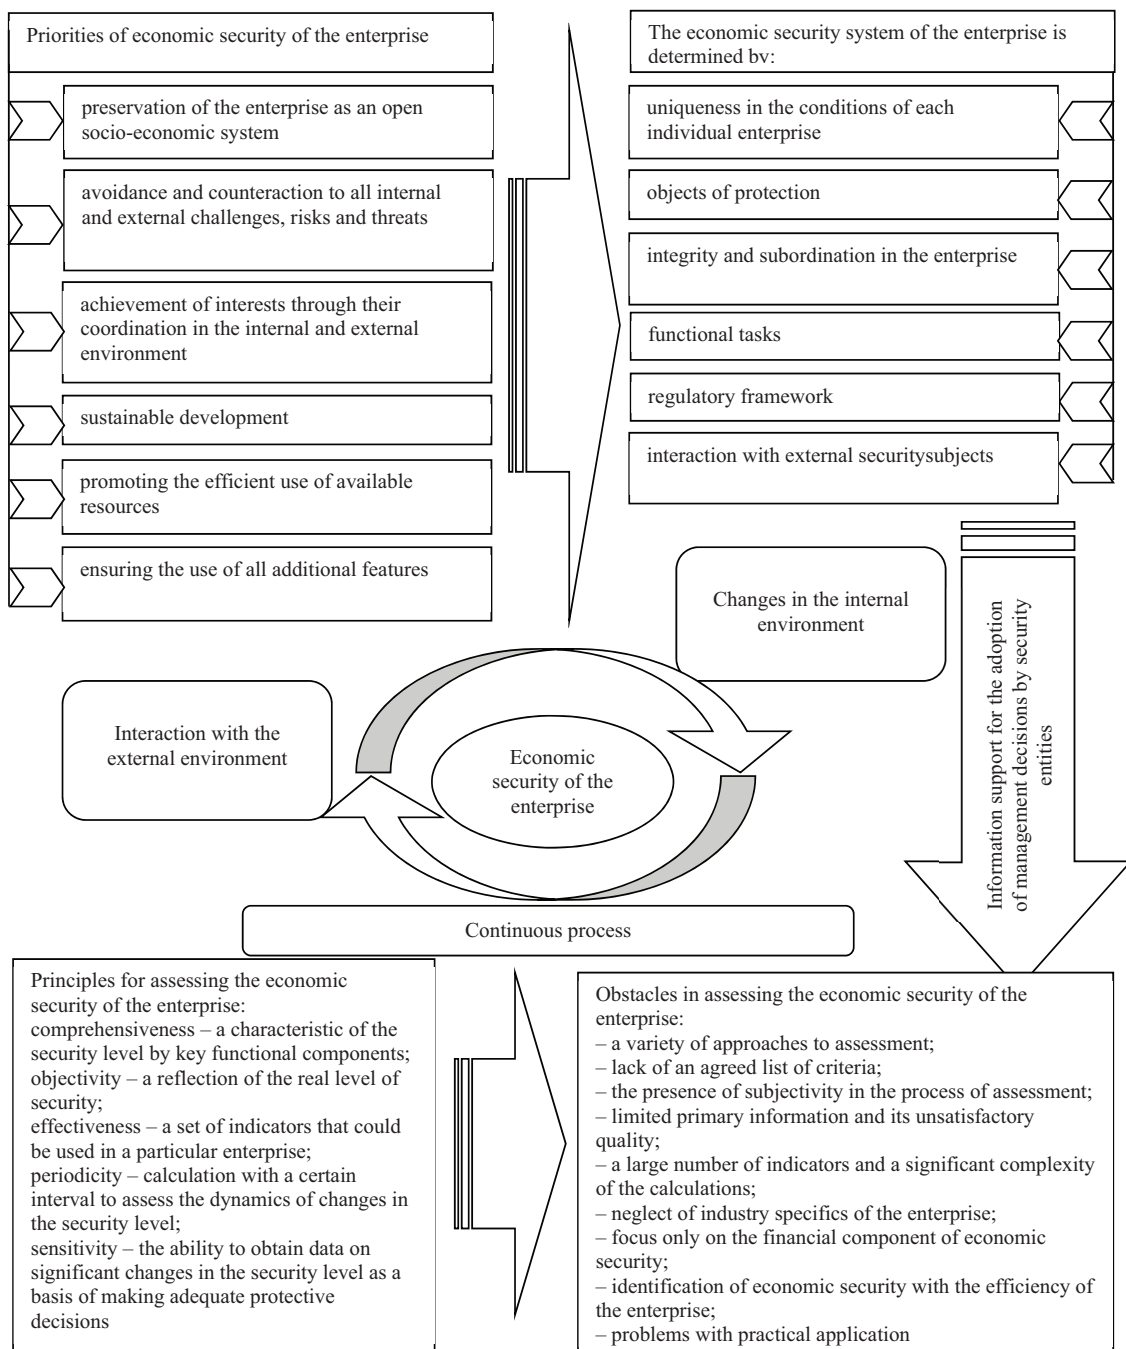 Priorities of economic security of the enterprise
preservation of the enterprise as an open
socio-economic system
avoidance and counteraction to all internal
and external challenges, risks and threats
achievement of interests through their
coordination in the internal and external
environment
sustainable development
promoting the efficient use of available
resources
ensuring the use of all additional features
The economic security system of the enterprise is
determined bv:
uniqueness in the conditions of each
individual enterprise
objects of protection
integrity and subordination in the enterprise
functional tasks
regulatory framework
interaction with external securitysubjects
Changes in the internal
environment
Interaction with the
external environment
Economic
security of the
enterprise
Information support for the adoption
of management decisions by security
entities
Continuous process
Principles for assessing the economic
security of the enterprise:
comprehensiveness – a characteristic of the
security level by key functional components;
objectivity – a reflection of the real level of
security;
effectiveness – a set of indicators that could
be used in a particular enterprise;
periodicity – calculation with a certain
interval to assess the dynamics of changes in
the security level;
sensitivity – the ability to obtain data on
significant changes in the security level as a
basis of making adequate protective
decisions
Obstacles in assessing the economic security of the
enterprise:
– a variety of approaches to assessment;
– lack of an agreed list of criteria;
– the presence of subjectivity in the process of assessment;
– limited primary information and its unsatisfactory
quality;
– a large number of indicators and a significant complexity
of the calculations;
– neglect of industry specifics of the enterprise;
– focus only on the financial component of economic
security;
– identification of economic security with the efficiency of
the enterprise;
– problems with practical application